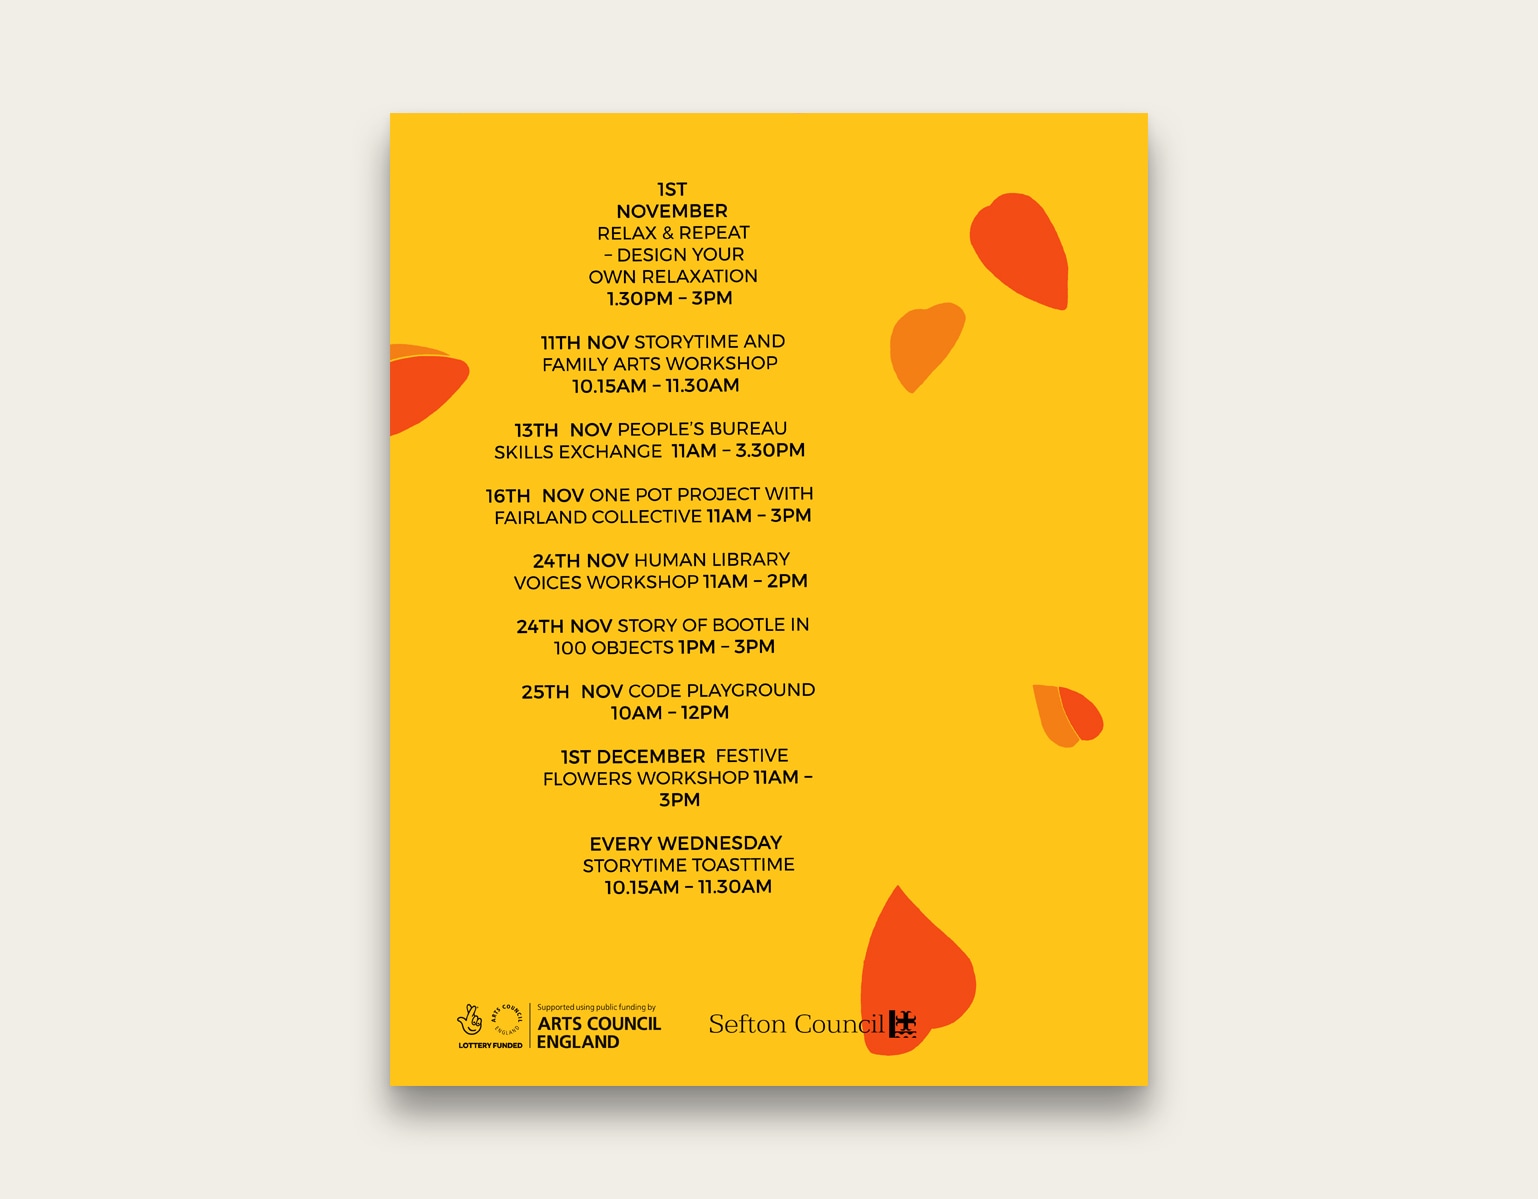 1ST
NOVEMBER
RELAX & REPEAT
– DESIGN YOUR
OWN RELAXATION
1.30PM – 3PM
11TH NOV STORYTIME AND
FAMILY ARTS WORKSHOP
10.15AM – 11.30AM
13TH NOV PEOPLE’S BUREAU
SKILLS EXCHANGE 11AM – 3.30PM
16TH NOV ONE POT PROJECT WITH
FAIRLAND COLLECTIVE 11AM – 3PM
24TH NOV HUMAN LIBRARY
VOICES WORKSHOP 11AM – 2PM
24TH NOV STORY OF BOOTLE IN
100 OBJECTS 1PM – 3PM
25TH NOV CODE PLAYGROUND
10AM – 12PM
1ST DECEMBER FESTIVE
FLOWERS WORKSHOP 11AM –
3PM
EVERY WEDNESDAY
STORYTIME TOASTTIME
10.15AM – 11.30AM
ARTS COUNCIL
ENGLAND
LOTTERY FUNDED
Supported using public funding by
ARTS COUNCIL
ENGLAND
Sefton Council